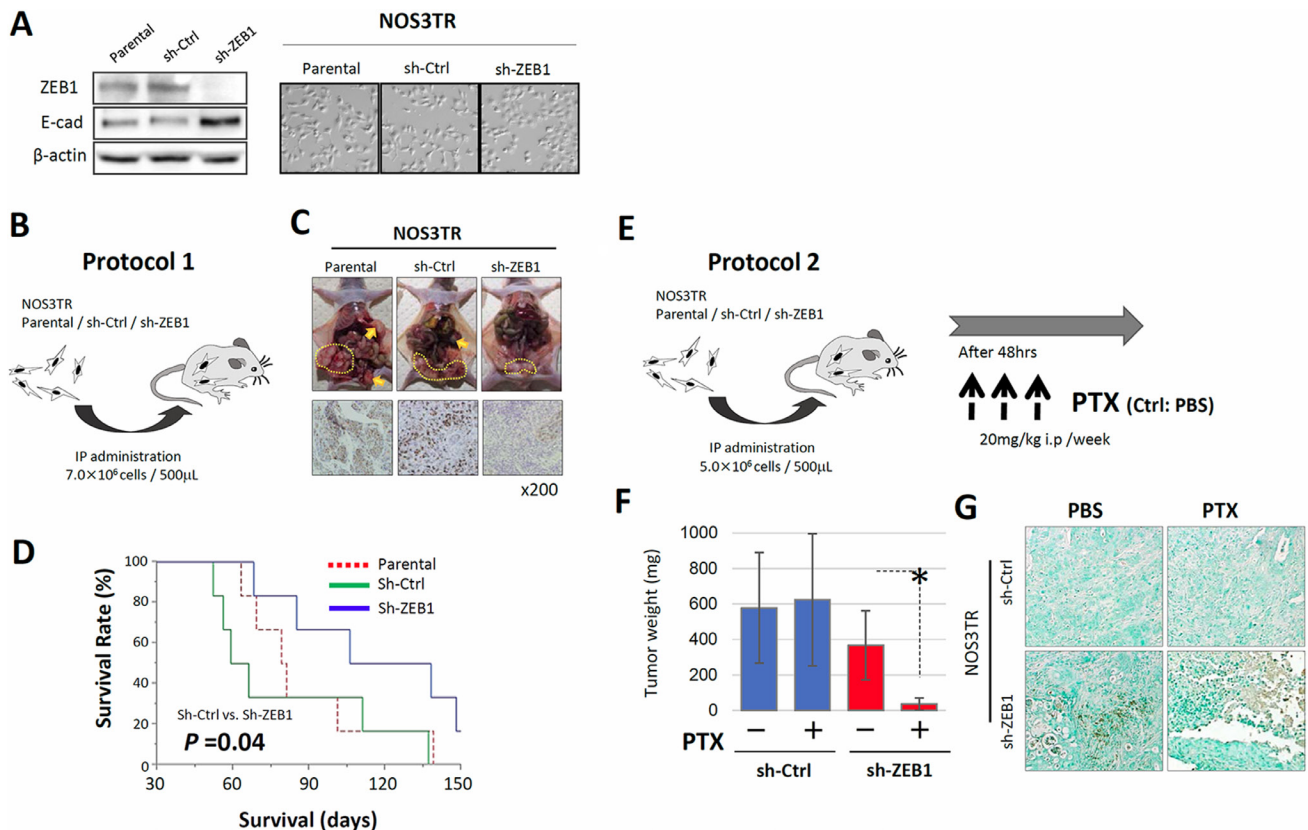 A
Parental
sh-Ctrl
sh-ZEB1
ZEB1
E-cad
β-actin
NOS3TR
Parental sh-Ctrl sh-ZEB1
B
Protocol 1
NOS3TR
Parental / sh-Ctrl / sh-ZEB1
IP administration
7.0×10⁶ cells / 500μL
C
NOS3TR
Parental sh-Ctrl sh-ZEB1
x200
D
Survival Rate (%)
100
80
60
40
20
0
30 60 90 120 150
Survival (days)
Parental
Sh-Ctrl
Sh-ZEB1
Sh-Ctrl vs. Sh-ZEB1
P =0.04
E
Protocol 2
NOS3TR
Parental / sh-Ctrl / sh-ZEB1
IP administration
5.0×10⁶ cells / 500μL
After 48hrs
PTX (Ctrl: PBS)
20mg/kg i.p /week
F
Tumor weight (mg)
1000
800
600
400
200
0
*
PTX − + − +
sh-Ctrl sh-ZEB1
G
PBS PTX
NOS3TR
sh-Ctrl
sh-ZEB1